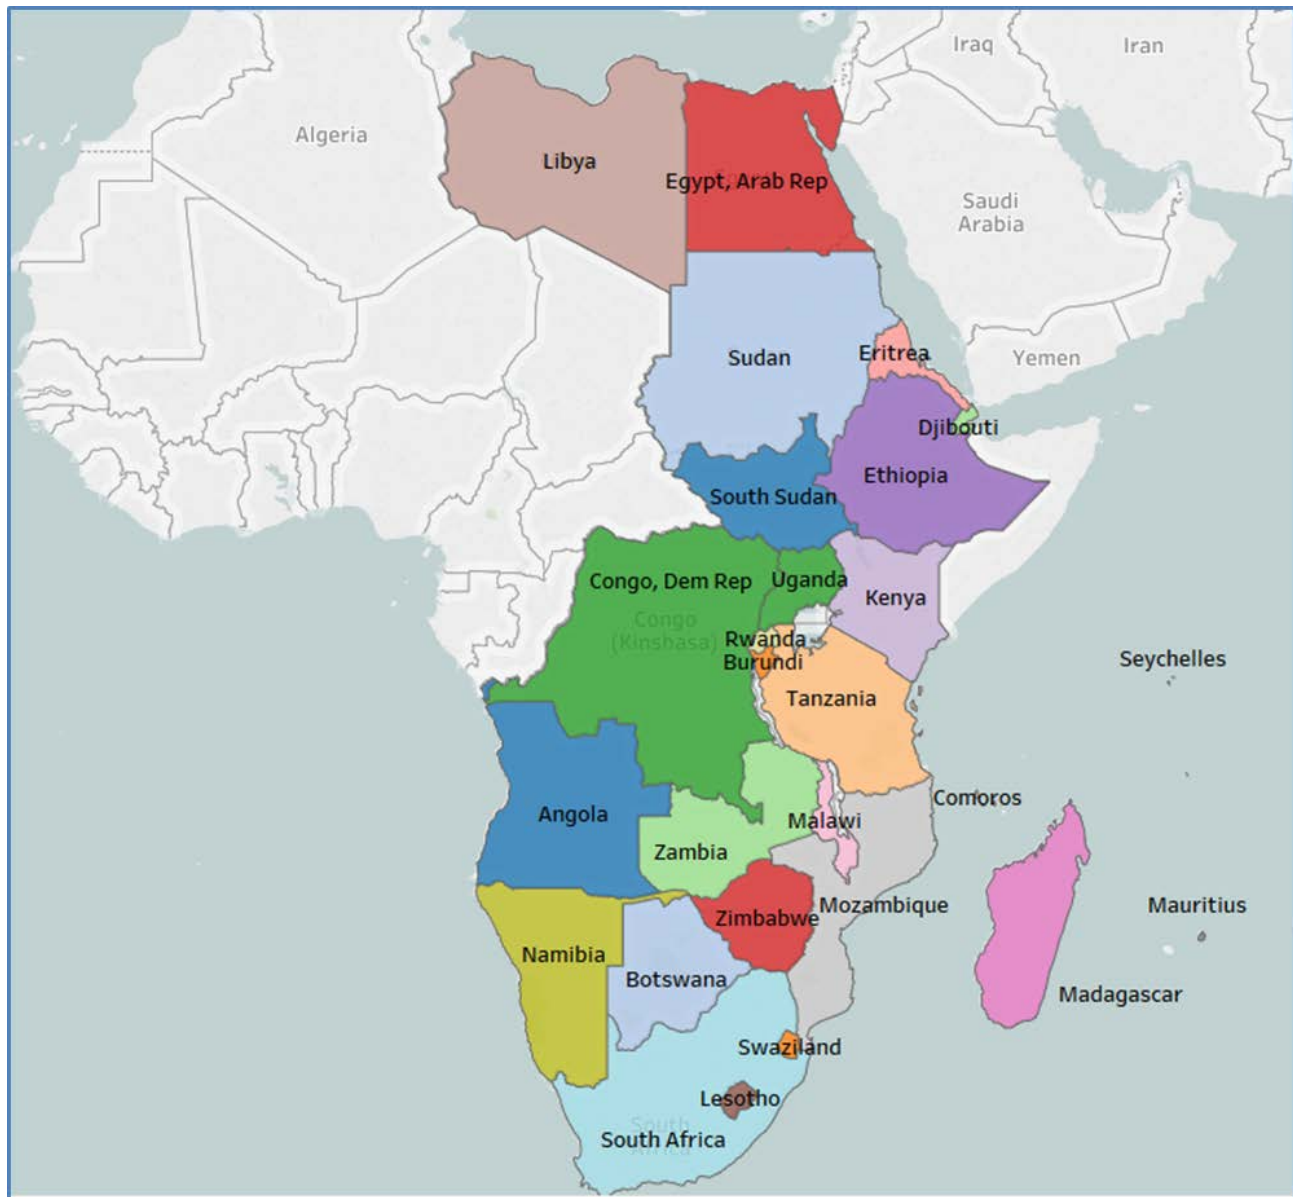 Iraq
Iran
Algeria
Libya
Egypt, Arab Rep
Saudi
Arabia
Sudan
Eritrea
Yemen
Djibouti
Ethiopia
South Sudan
Congo, Dem Rep
Uganda
Kenya
Congo
(Kinshasa)
Rwanda
Burundi
Seychelles
Tanzania
Comoros
Angola
Malawi
Zambia
Mozambique
Mauritius
Zimbabwe
Namibia
Botswana
Madagascar
Swaziland
Lesotho
South
Africa
South Africa